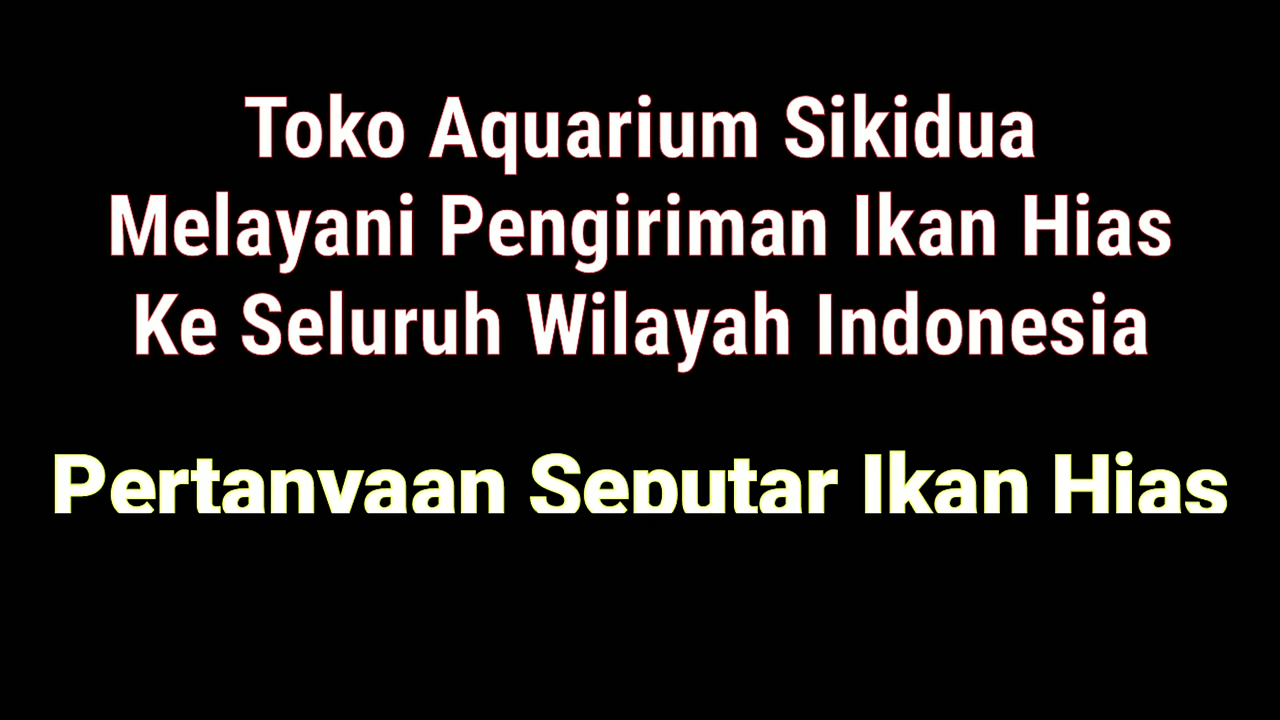 Toko Aquarium Sikidua
Melayani Pengiriman Ikan Hias
Ke Seluruh Wilayah Indonesia
Pertanyaan Seputar Ikan Hias